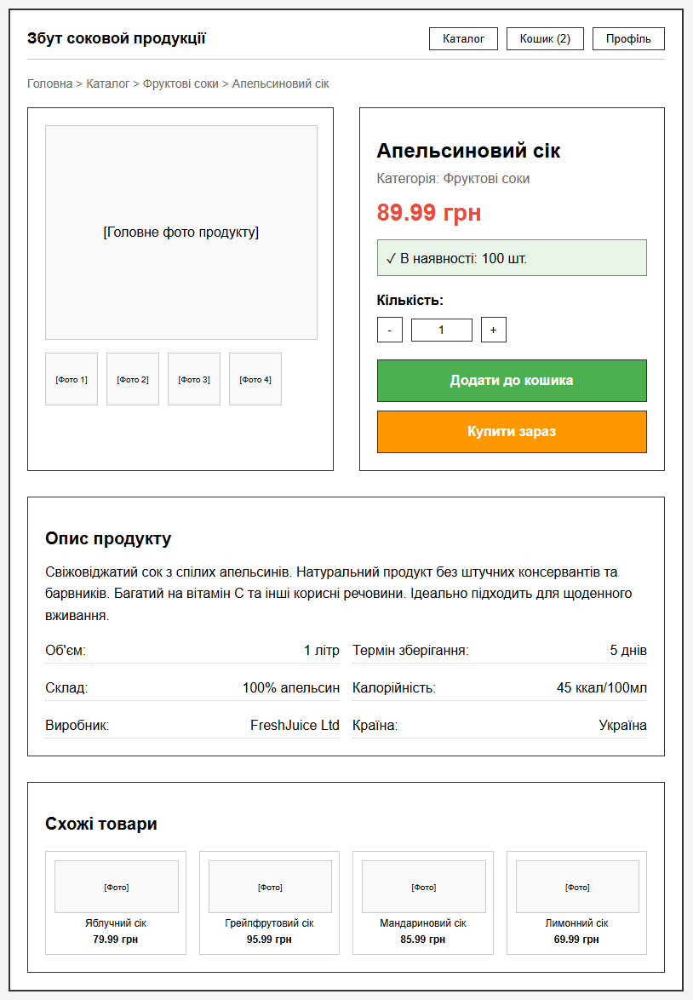 Збут соковой продукції
Каталог
Кошик (2)
Профіль
Головна > Каталог > Фруктові соки > Апельсиновий сік
[Головне фото продукту]
[Фото 1]
[Фото 2]
[Фото 3]
[Фото 4]
Апельсиновий сік
Категорія: Фруктові соки
89.99 грн
✓ В наявності: 100 шт.
Кількість:
- 1 +
Додати до кошика
Купити зараз
Опис продукту
Свіжовіджатий сок з спілих апельсинів. Натуральний продукт без штучних консервантів та
барвників. Багатий на вітамін С та інші корисні речовини. Ідеально підходить для щоденного
вживання.
Об'єм: 1 літр
Термін зберігання: 5 днів
Склад: 100% апельсин
Калорійність: 45 ккал/100мл
Виробник: FreshJuice Ltd
Країна: Україна
Схожі товари
[Фото]
Яблучний сік
79.99 грн
[Фото]
Грейпфрутовий сік
95.99 грн
[Фото]
Мандариновий сік
85.99 грн
[Фото]
Лимонний сік
69.99 грн